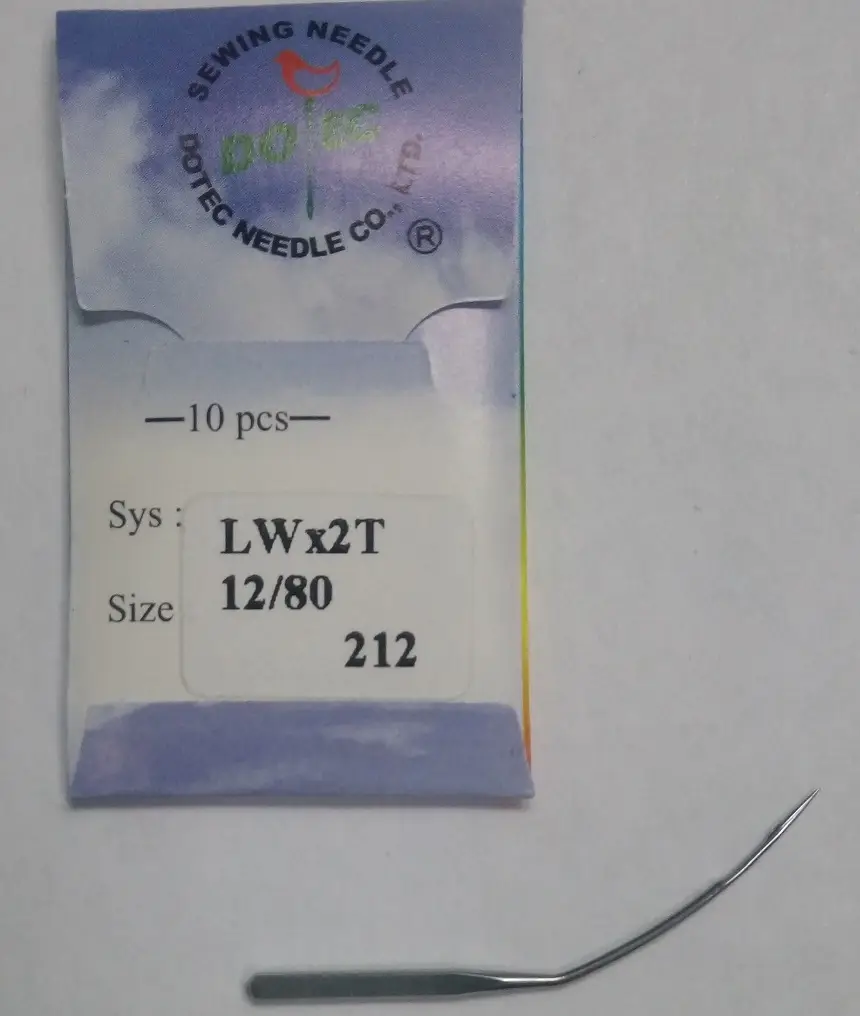 SEWING NEEDLE
DOTEC
DOTEC NEEDLE CO., LTD.
®
—10 pcs—
Sys :
LWx2T
Size
12/80
212